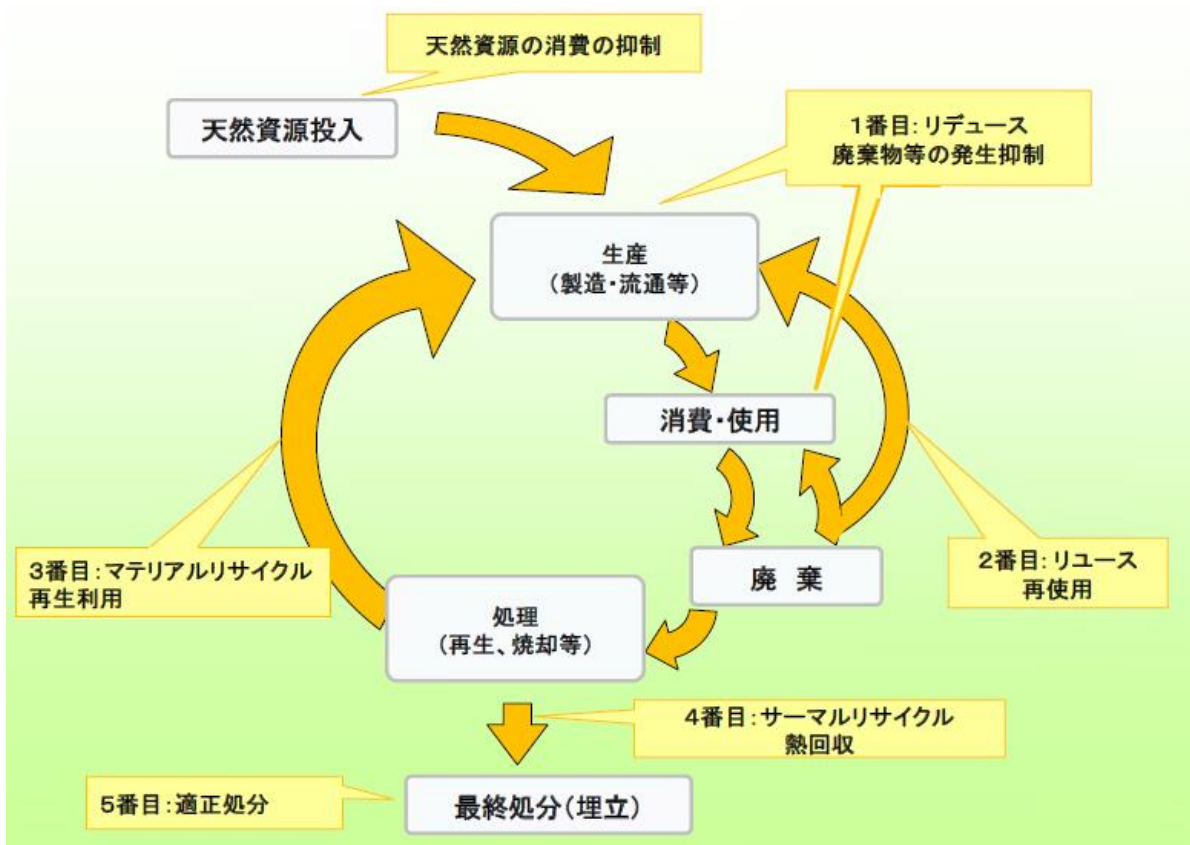 天然資源の消費の抑制
天然資源投入
1番目：リデュース
廃棄物等の発生抑制
生産
（製造・流通等）
消費・使用
3番目：マテリアルリサイクル
再生利用
廃　棄
2番目：リユース
再使用
処理
（再生、焼却等）
4番目：サーマルリサイクル
熱回収
5番目：適正処分
最終処分（埋立）